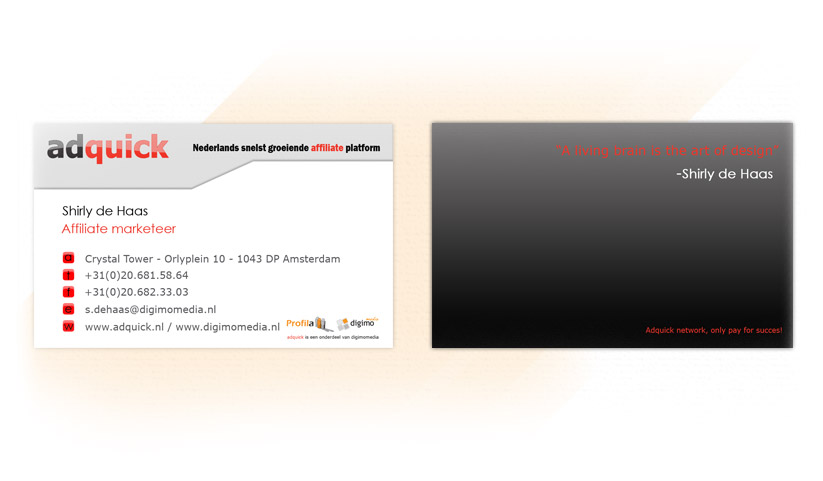 adquick
Nederlands snelst groeiende affiliate platform
Shirly de Haas
Affiliate marketeer
Crystal Tower - Orlyplein 10 - 1043 DP Amsterdam
+31(0)20.681.58.64
+31(0)20.682.33.03
e s.dehaas@digimomedia.nl
w www.adquick.nl / www.digimomedia.nl
Profila digimo media
adquick is een onderdeel van digimomedia
"A living brain is the art of design"
-Shirly de Haas
Adquick network, only pay for succes!